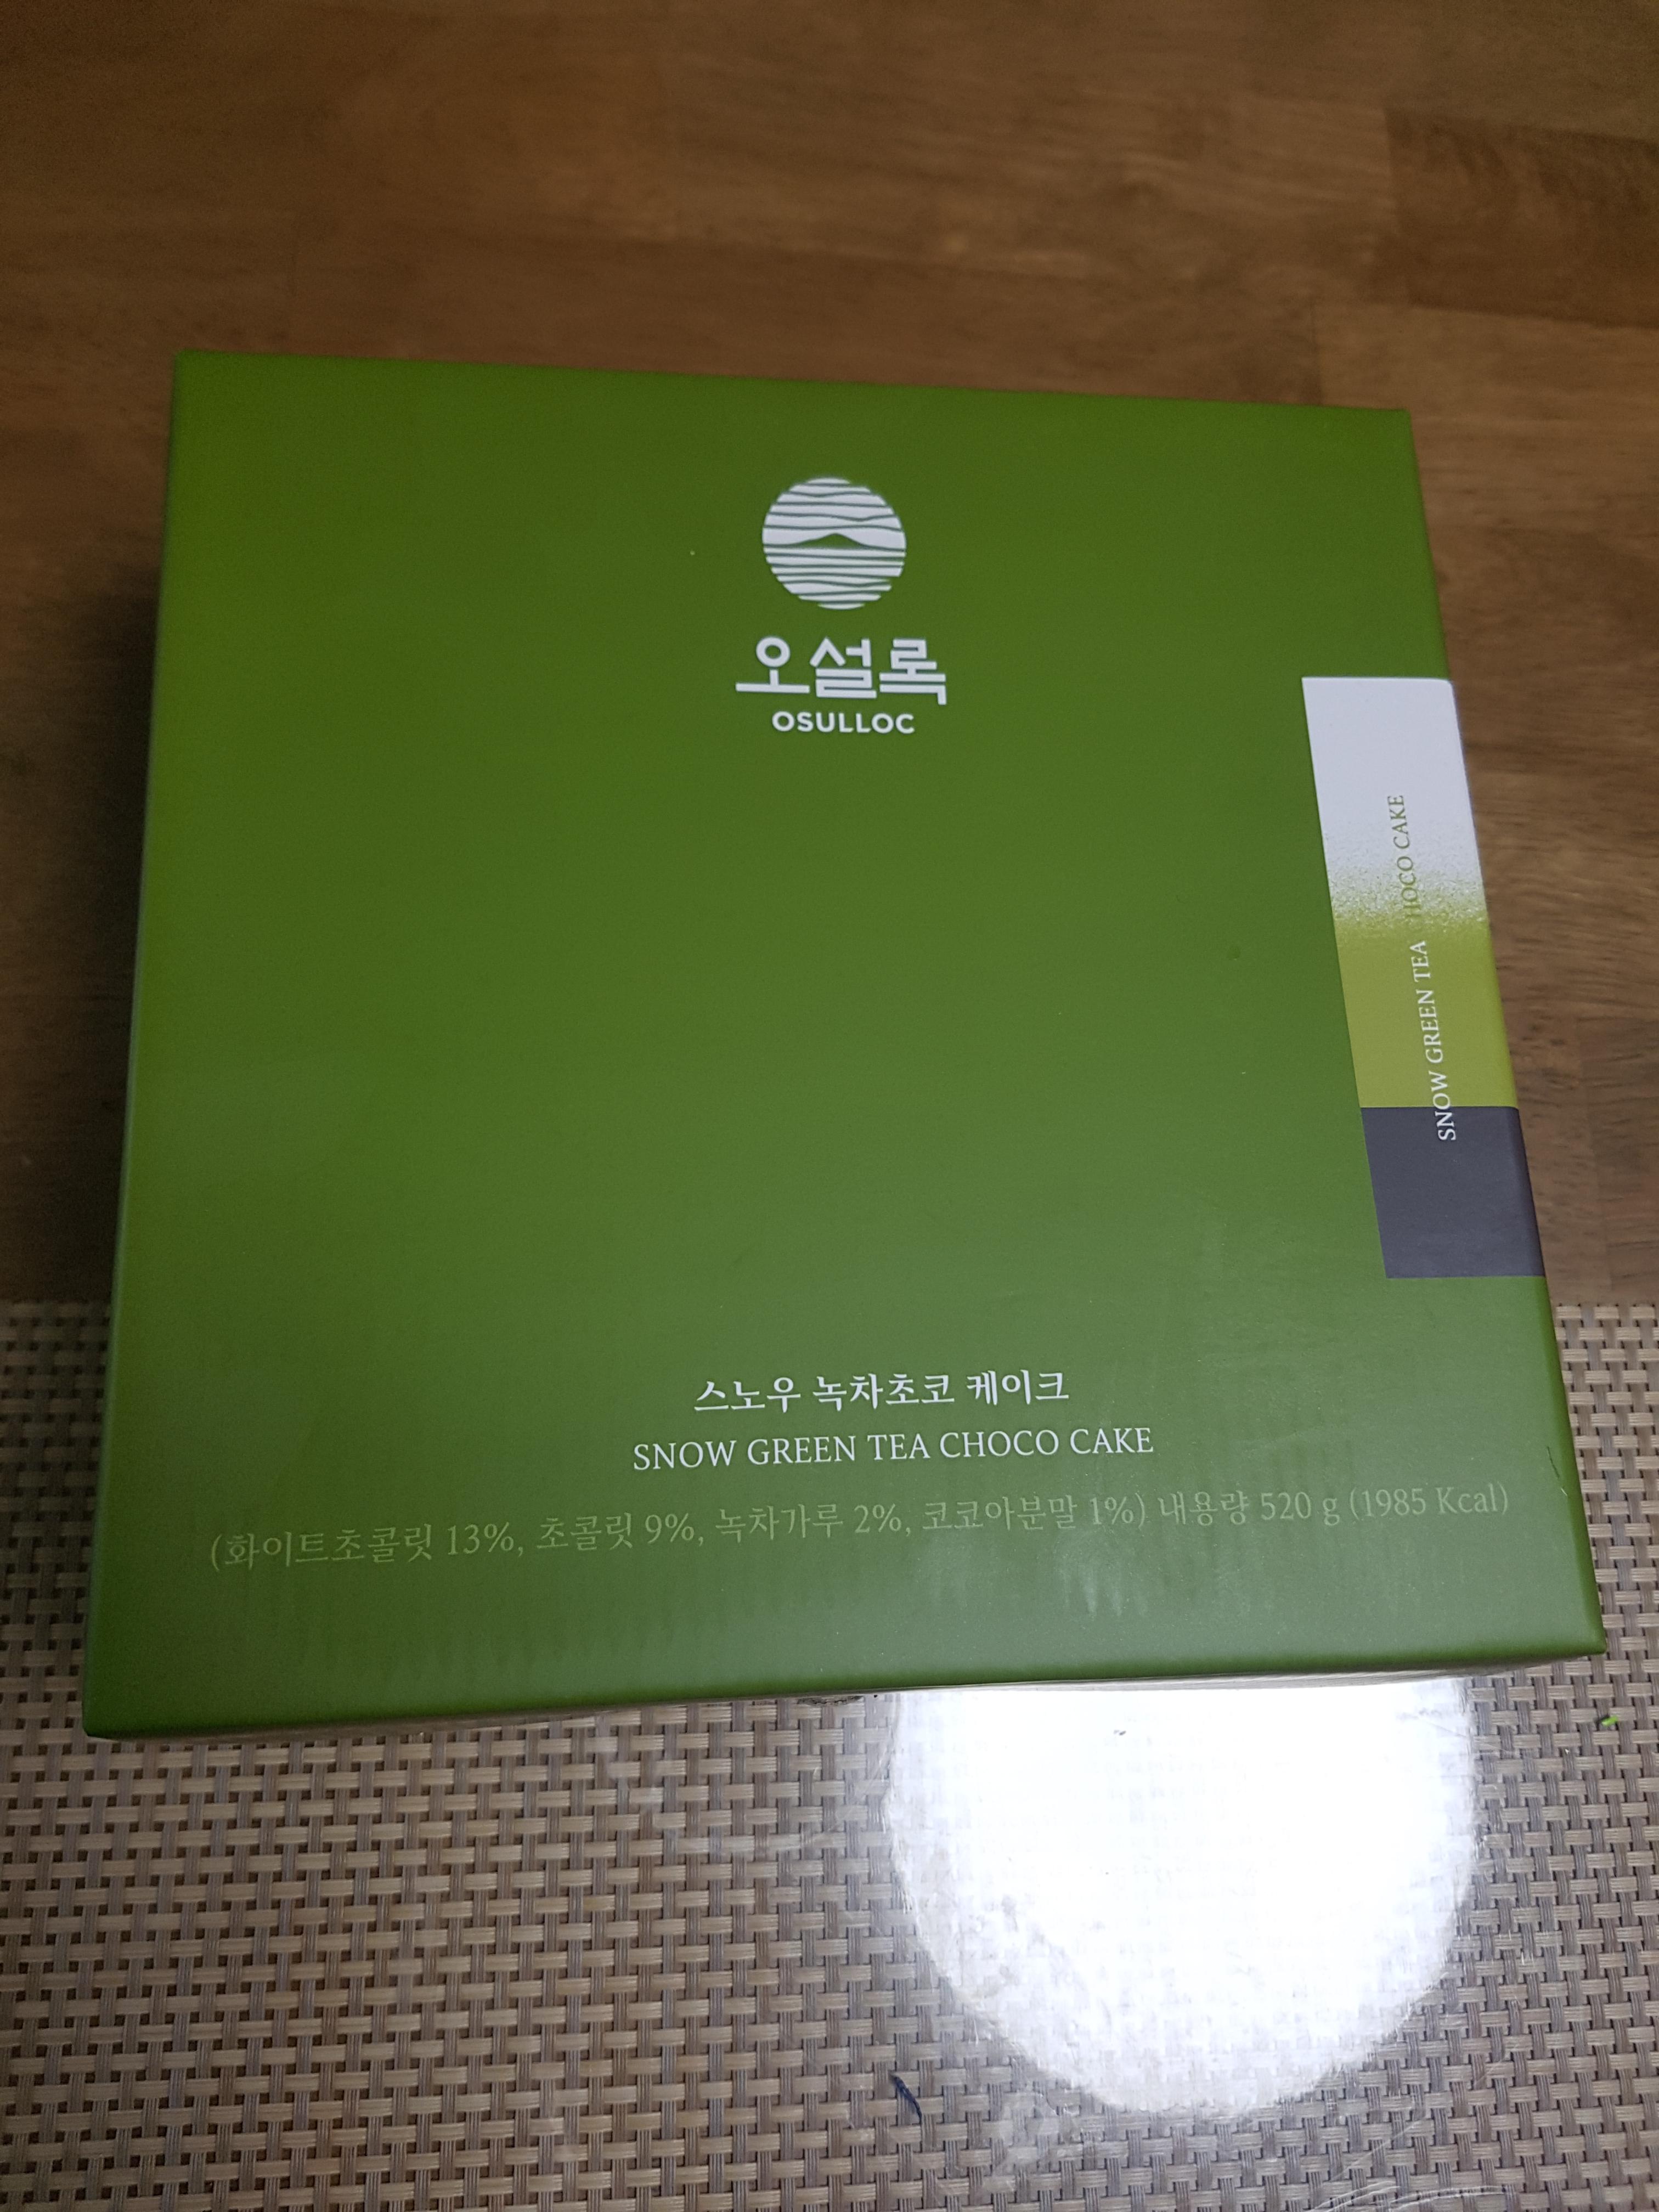 오설록
OSULLOC
SNOW GREEN TEA HOCO CAKE
스노우 녹차초코 케이크
SNOW GREEN TEA CHOCO CAKE
(화이트초콜릿 13%, 초콜릿 9%, 녹차가루 2%, 코코아분말 1%) 내용량 520 g (1985 Kcal)